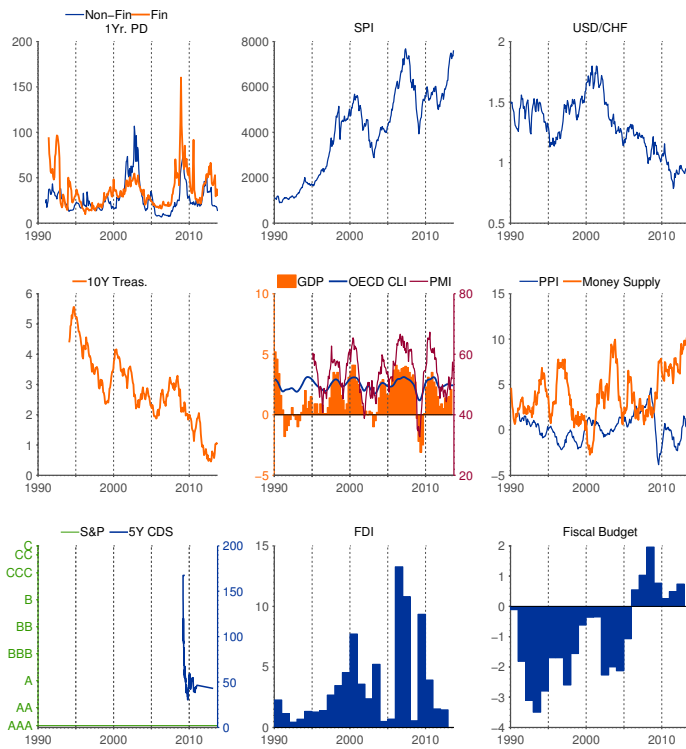 Non−Fin Fin
1Yr. PD
200
150
100
50
0
1990 2000 2010
SPI
8000
6000
4000
2000
0
1990 2000 2010
USD/CHF
2
1.5
1
0.5
1990 2000 2010
10Y Treas.
6
5
4
3
2
1
0
1990 2000 2010
GDP OECD CLI PMI
10 80
5 60
0 40
−5 20
1990 2000 2010
PPI Money Supply
15
10
5
0
−5
1990 2000 2010
S&P 5Y CDS
C 200
CC
CCC
150
B
BB 100
BBB
A 50
AA
AAA 0
1990 2000 2010
FDI
15
10
5
0
1990 2000 2010
Fiscal Budget
2
1
0
−1
−2
−3
−4
1990 2000 2010